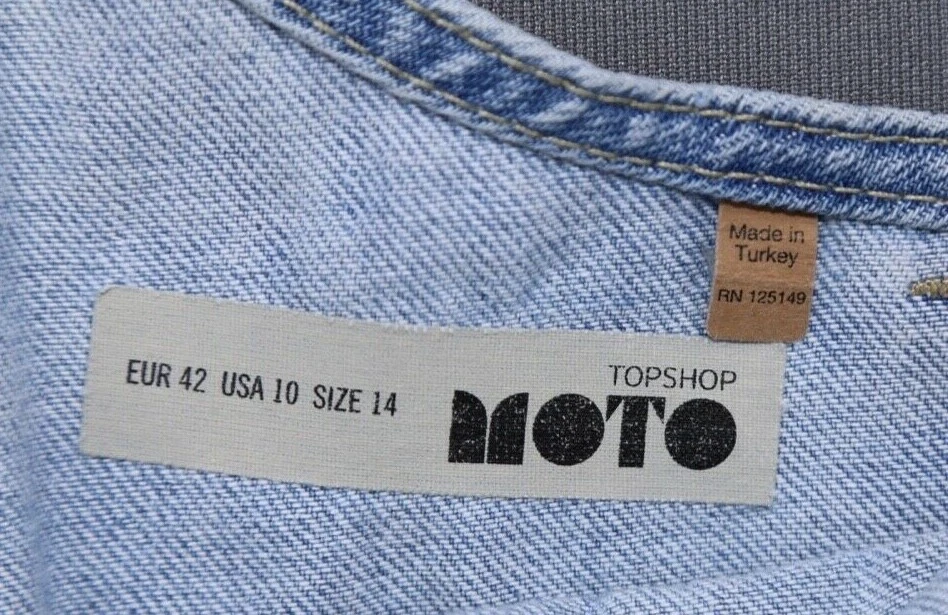 Made in
Turkey
RN 125149
EUR 42 USA 10 SIZE 14
TOPSHOP
MOTO